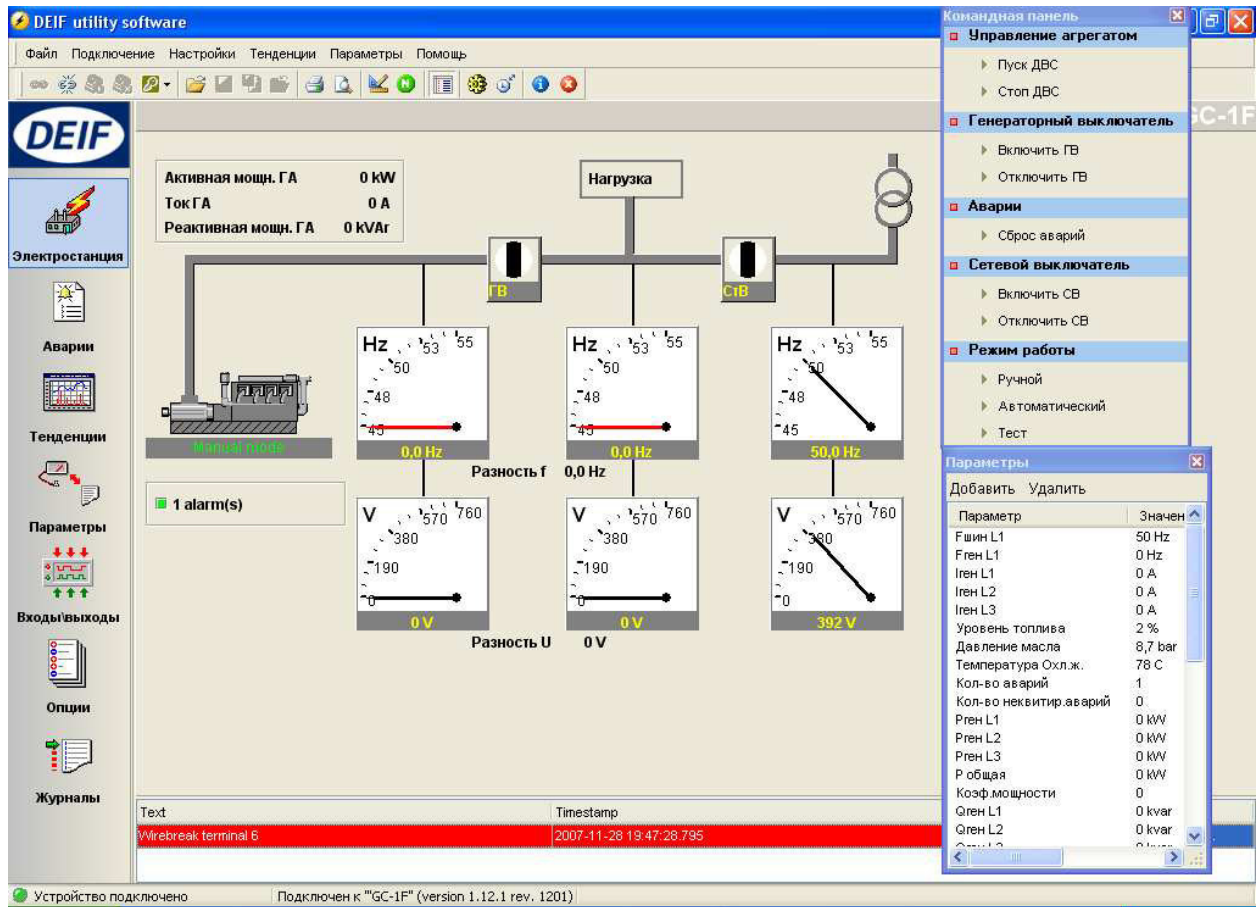 DEIF utility software
Файл Подключение Настройки Тенденции Параметры Помощь
DEIF
GC-1F
Электростанция
Аварии
Тенденции
Параметры
Входы\выходы
Опции
Журналы
Активная мощн. ГА 0 kW
Ток ГА 0 A
Реактивная мощн. ГА 0 kVAr
Нагрузка
ГВ
СтВ
Hz 45 48 50 53 55
0,0 Hz
Hz 45 48 50 53 55
0,0 Hz
Hz 45 48 50 53 55
50,0 Hz
Manual mode
Разность f 0,0 Hz
1 alarm(s)
V 0 190 380 570 760
0 V
V 0 190 380 570 760
0 V
V 0 190 380 570 760
392 V
Разность U 0 V
Командная панель
Управление агрегатом
Пуск ДВС
Стоп ДВС
Генераторный выключатель
Включить ГВ
Отключить ГВ
Аварии
Сброс аварий
Сетевой выключатель
Включить СВ
Отключить СВ
Режим работы
Ручной
Автоматический
Тест
Параметры
Добавить Удалить
Параметр Значен
Fшин L1 50 Hz
Fген L1 0 Hz
Iген L1 0 A
Iген L2 0 A
Iген L3 0 A
Уровень топлива 2 %
Давление масла 8,7 bar
Температура Охл.ж. 78 C
Кол-во аварий 1
Кол-во неквитир.аварий 0
Pген L1 0 kW
Pген L2 0 kW
Pген L3 0 kW
P общая 0 kW
Коэф.мощности 0
Qген L1 0 kvar
Qген L2 0 kvar
Text Timestamp
Wirebreak terminal 6 2007-11-28 19:47:28.795
Устройство подключено Подключен к "GC-1F" (version 1.12.1 rev. 1201)